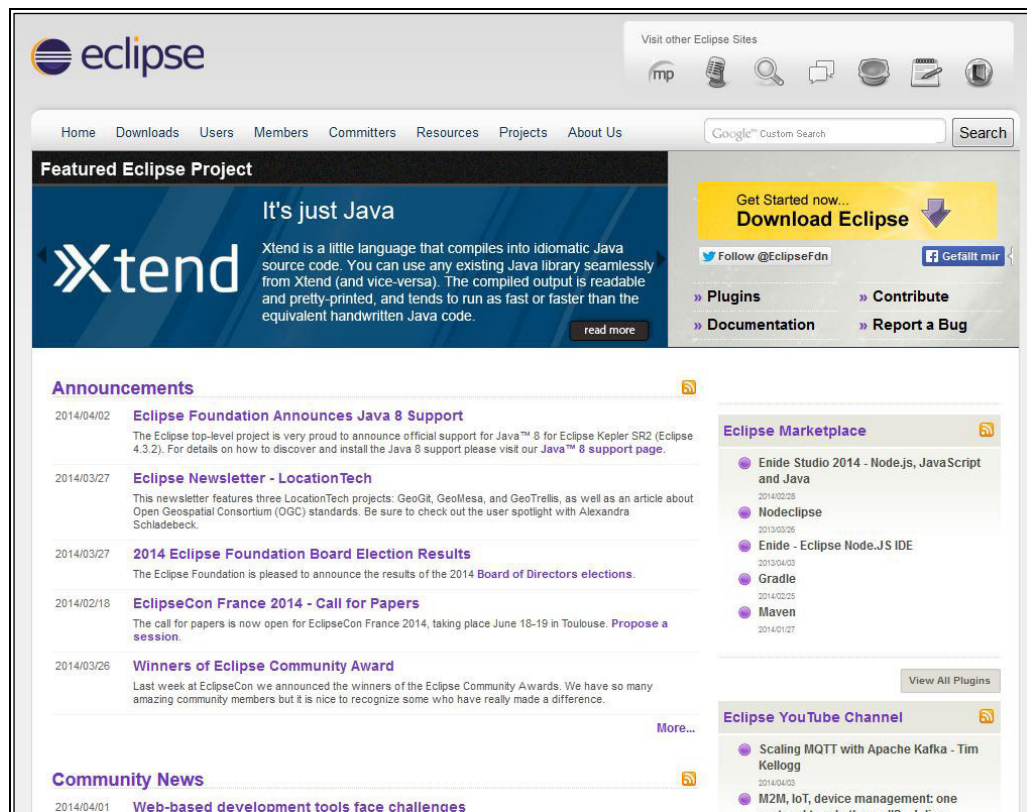 eclipse
Visit other Eclipse Sites
mp
Home Downloads Users Members Committers Resources Projects About Us
Google™ Custom Search
Search
Featured Eclipse Project
Xtend
It's just Java
Xtend is a little language that compiles into idiomatic Java
source code. You can use any existing Java library seamlessly
from Xtend (and vice-versa). The compiled output is readable
and pretty-printed, and tends to run as fast or faster than the
equivalent handwritten Java code.
read more
Get Started now...
Download Eclipse
Follow @EclipseFdn
Gefällt mir
» Plugins
» Contribute
» Documentation
» Report a Bug
Announcements
2014/04/02 Eclipse Foundation Announces Java 8 Support
The Eclipse top-level project is very proud to announce official support for Java™ 8 for Eclipse Kepler SR2 (Eclipse
4.3.2). For details on how to discover and install the Java 8 support please visit our Java™ 8 support page.
2014/03/27 Eclipse Newsletter - LocationTech
This newsletter features three LocationTech projects: GeoGit, GeoMesa, and GeoTrellis, as well as an article about
Open Geospatial Consortium (OGC) standards. Be sure to check out the user spotlight with Alexandra
Schladebeck.
2014/03/27 2014 Eclipse Foundation Board Election Results
The Eclipse Foundation is pleased to announce the results of the 2014 Board of Directors elections.
2014/02/18 EclipseCon France 2014 - Call for Papers
The call for papers is now open for EclipseCon France 2014, taking place June 18-19 in Toulouse. Propose a
session.
2014/03/26 Winners of Eclipse Community Award
Last week at EclipseCon we announced the winners of the Eclipse Community Awards. We have so many
amazing community members but it is nice to recognize some who have really made a difference.
More...
Community News
2014/04/01 Web-based development tools face challenges
Eclipse Marketplace
Enide Studio 2014 - Node.js, JavaScript
and Java
2014/02/28
Nodeclipse
2013/03/26
Enide - Eclipse Node.JS IDE
2013/04/03
Gradle
2014/02/25
Maven
2014/01/27
View All Plugins
Eclipse YouTube Channel
Scaling MQTT with Apache Kafka - Tim
Kellogg
2014/04/03
M2M, IoT, device management: one